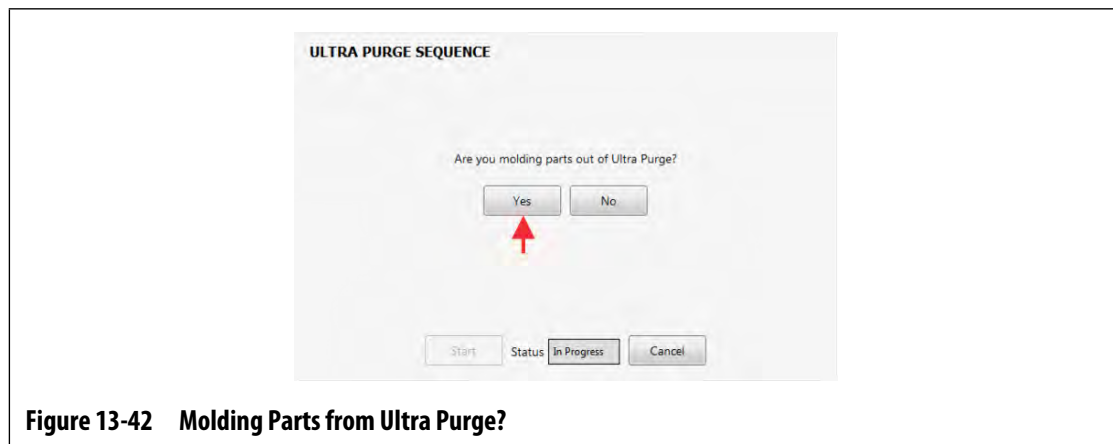 ULTRA PURGE SEQUENCE
Are you molding parts out of Ultra Purge?
Yes No
Start Status In Progress Cancel
Figure 13-42 Molding Parts from Ultra Purge?